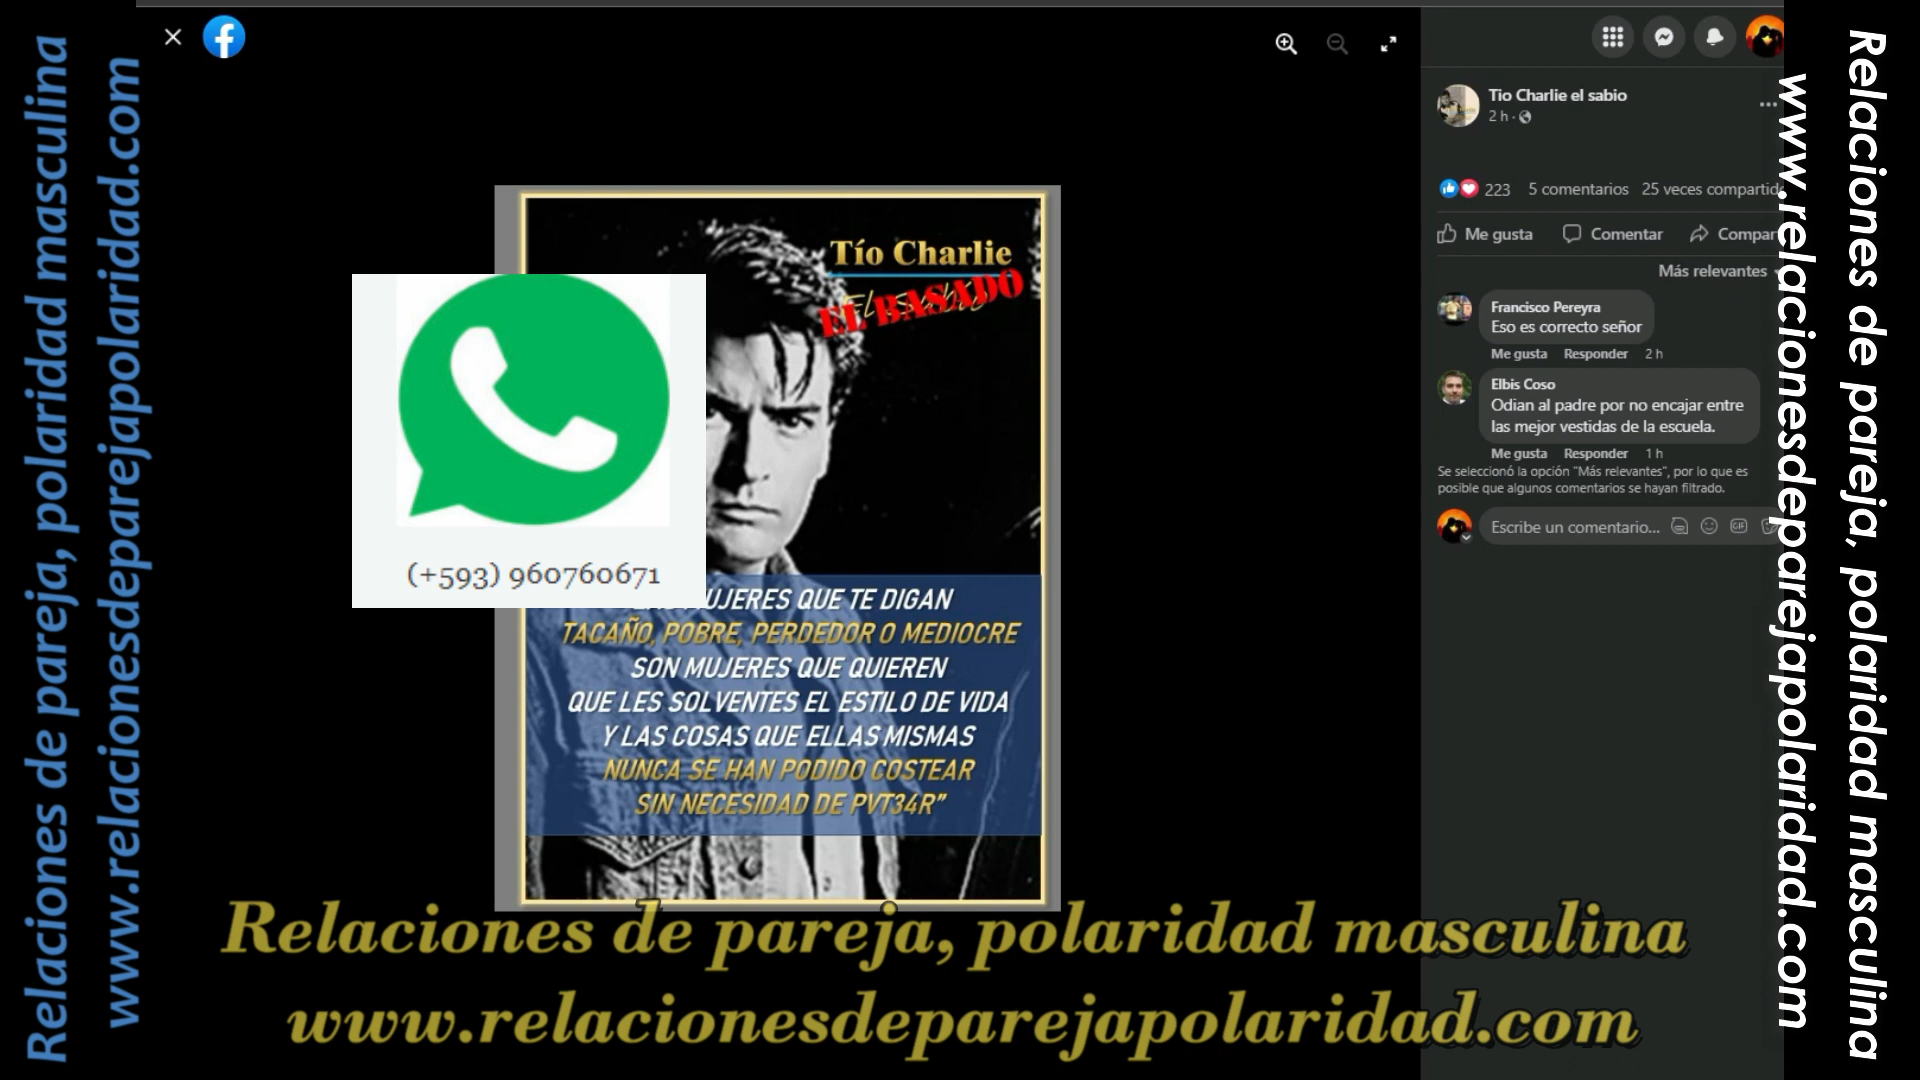 Relaciones de pareja, polaridad masculina
www.relacionesdeparejapolaridad.com
Tío Charlie
El Sabio
EL BASADO
(+593) 960760671
MUJERES QUE TE DIGAN
TACAÑO, POBRE, PERDEDOR O MEDIOCRE
SON MUJERES QUE QUIEREN
QUE LES SOLVENTES EL ESTILO DE VIDA
Y LAS COSAS QUE ELLAS MISMAS
NUNCA SE HAN PODIDO COSTEAR
SIN NECESIDAD DE PVT34R”
Tio Charlie el sabio
2 h
223 5 comentarios 25 veces compartid
Me gusta Comentar Compart
Más relevantes
Francisco Pereyra
Eso es correcto señor
Me gusta Responder 2 h
Elbis Coso
Odian al padre por no encajar entre
las mejor vestidas de la escuela.
Me gusta Responder 1 h
Se seleccionó la opción "Más relevantes", por lo que es
posible que algunos comentarios se hayan filtrado.
Escribe un comentario...
GIF
Relaciones de pareja, polaridad masculina
www.relacionesdeparejapolaridad.com
Relaciones de pareja, polaridad masculina
www.relacionesdeparejapolaridad.com